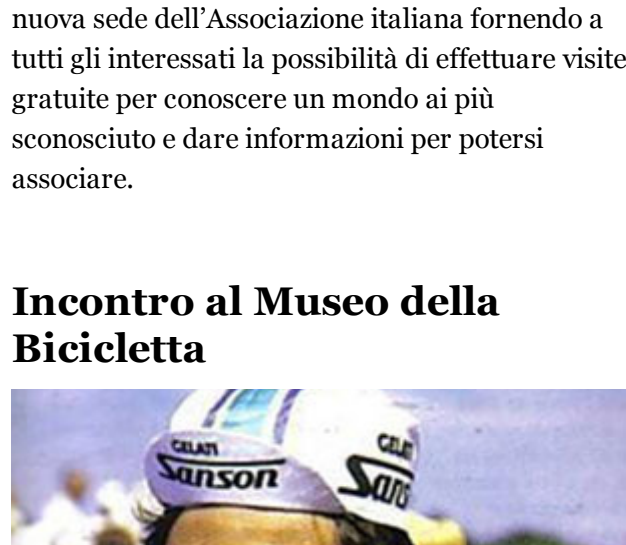 nuova sede dell’Associazione italiana fornendo a
tutti gli interessati la possibilità di effettuare visite
gratuite per conoscere un mondo ai più
sconosciuto e dare informazioni per potersi
associare.
Incontro al Museo della
Bicicletta
GELATI
Sanson
GELATI
Sans